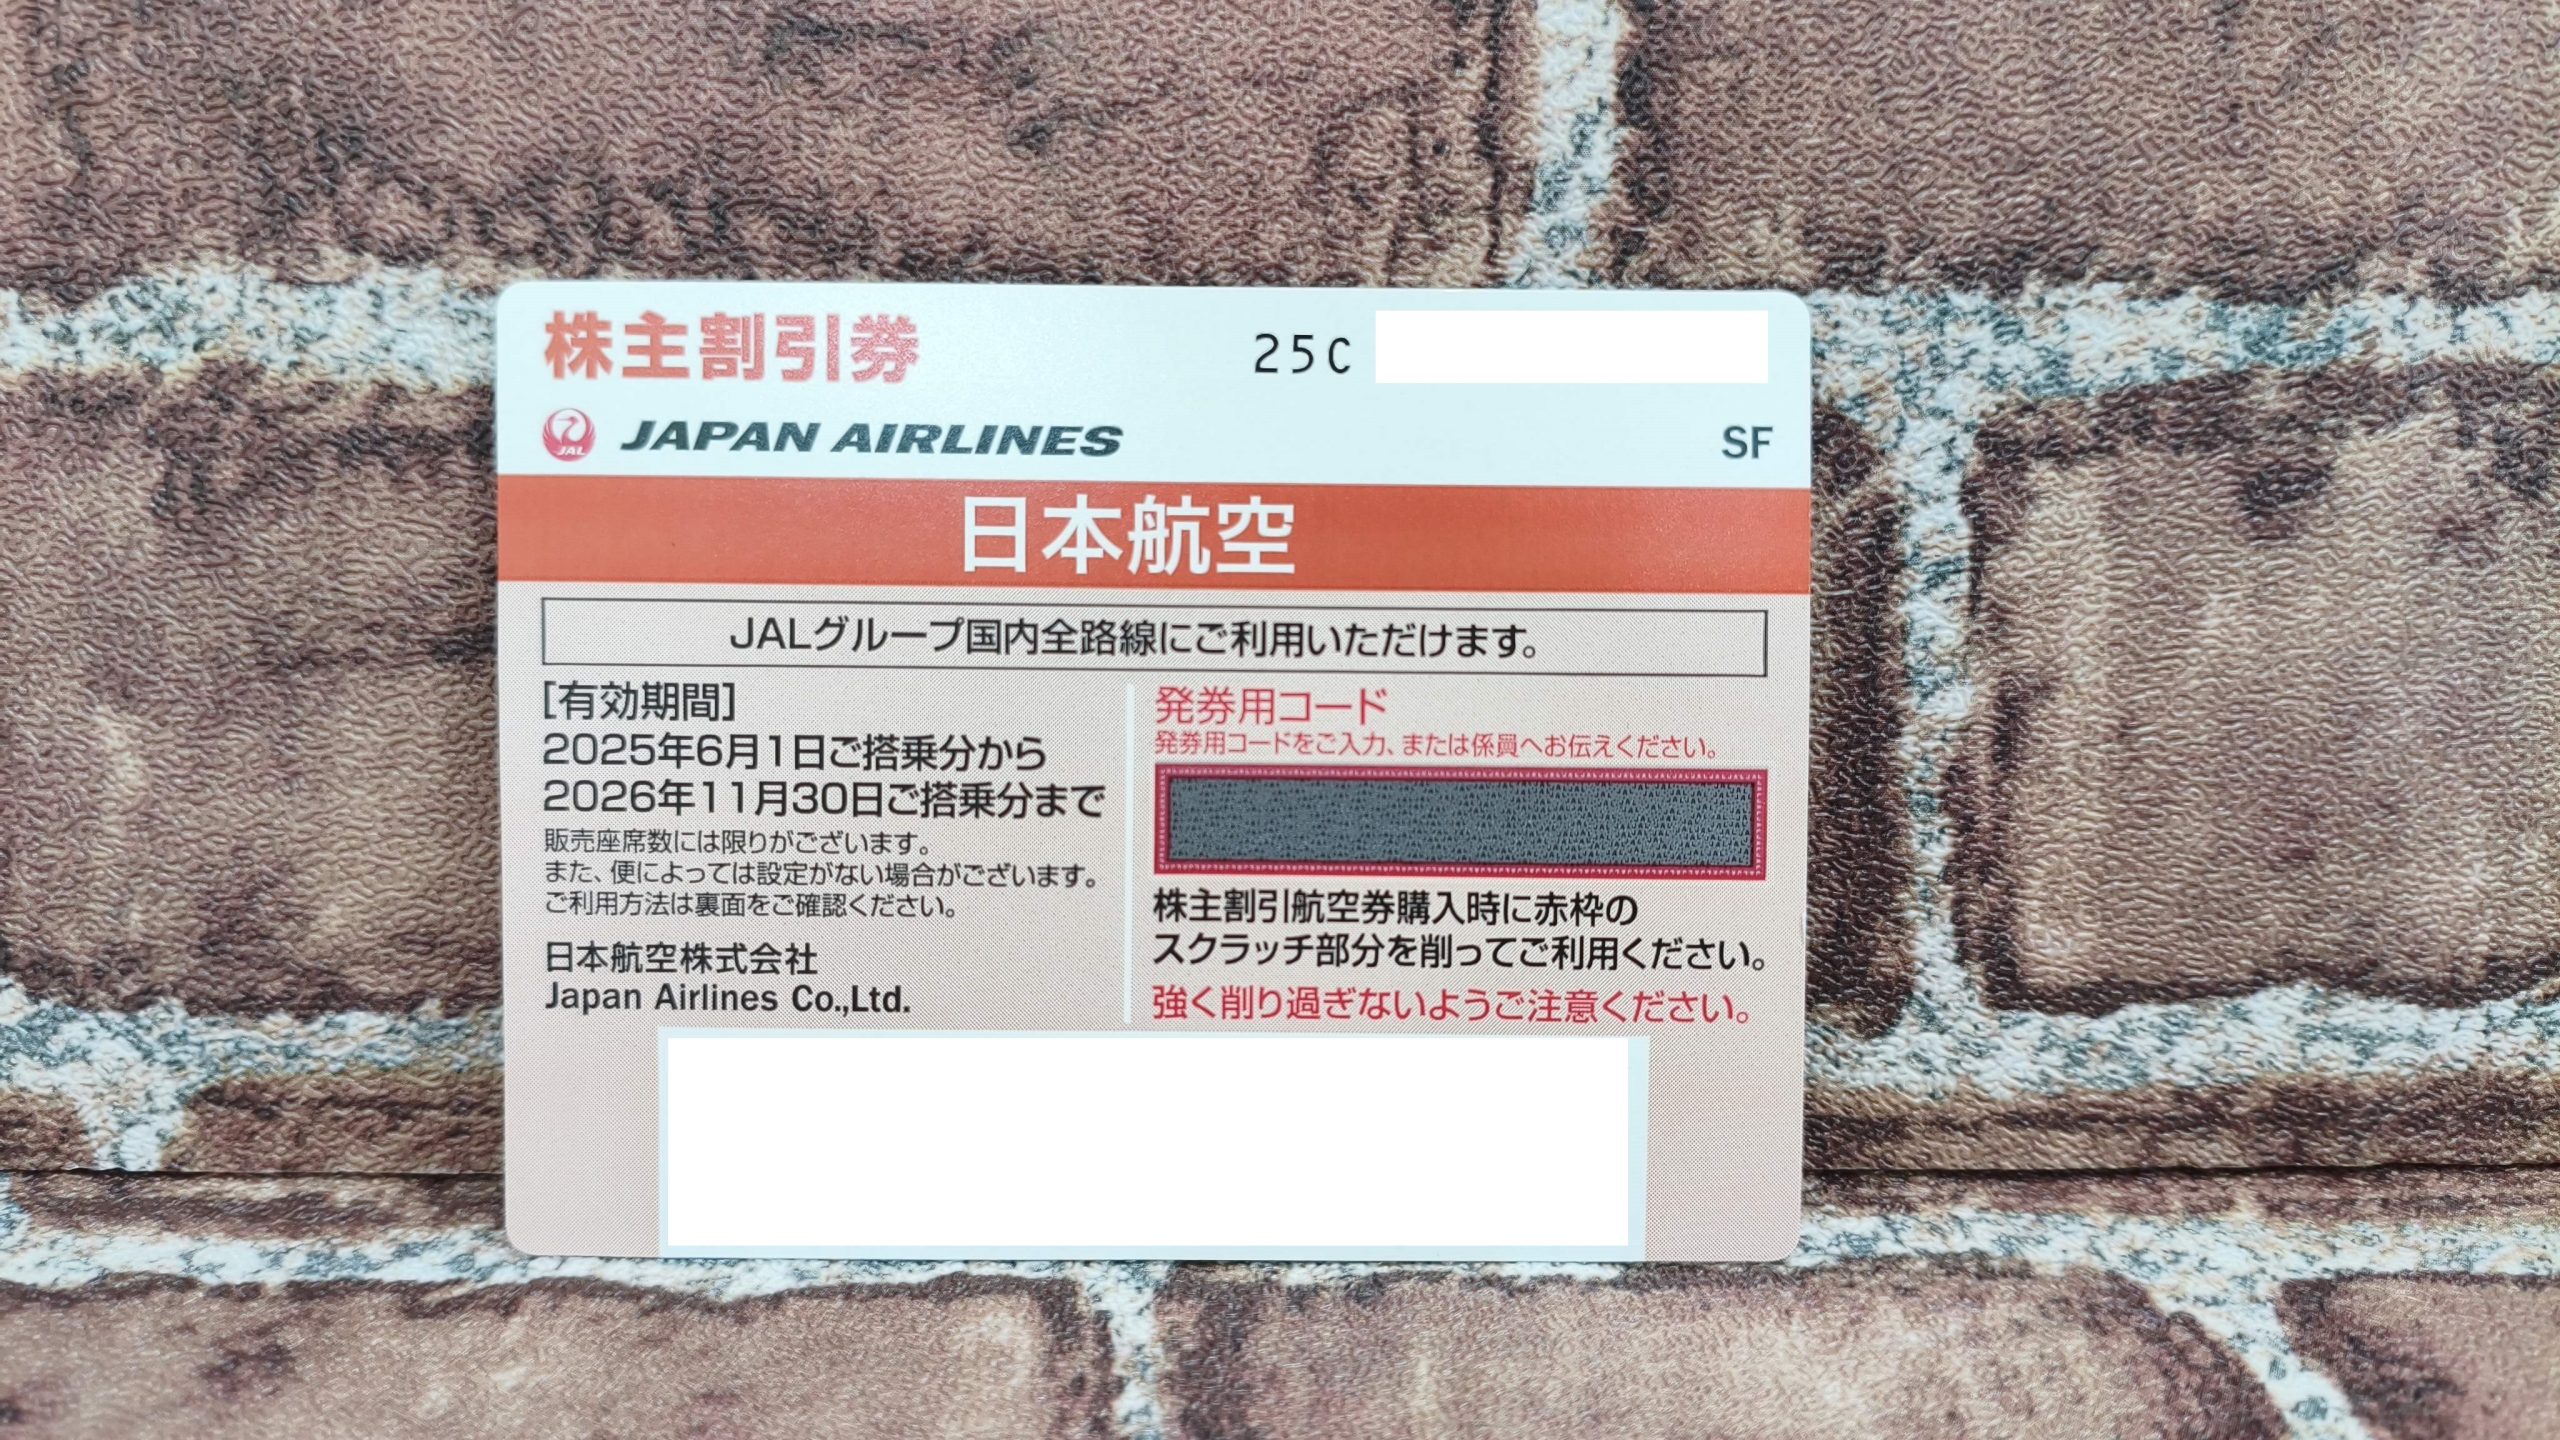 株主割引券
25C
JAL
JAPAN AIRLINES
SF
日本航空
JALグループ国内全路線にご利用いただけます。
[有効期間]
2025年6月1日ご搭乗分から
2026年11月30日ご搭乗分まで
販売座席数には限りがございます。
また、便によっては設定がない場合がございます。
ご利用方法は裏面をご確認ください。
日本航空株式会社
Japan Airlines Co.,Ltd.
発券用コード
発券用コードをご入力、または係員へお伝えください。
株主割引航空券購入時に赤枠の
スクラッチ部分を削ってご利用ください。
強く削り過ぎないようご注意ください。